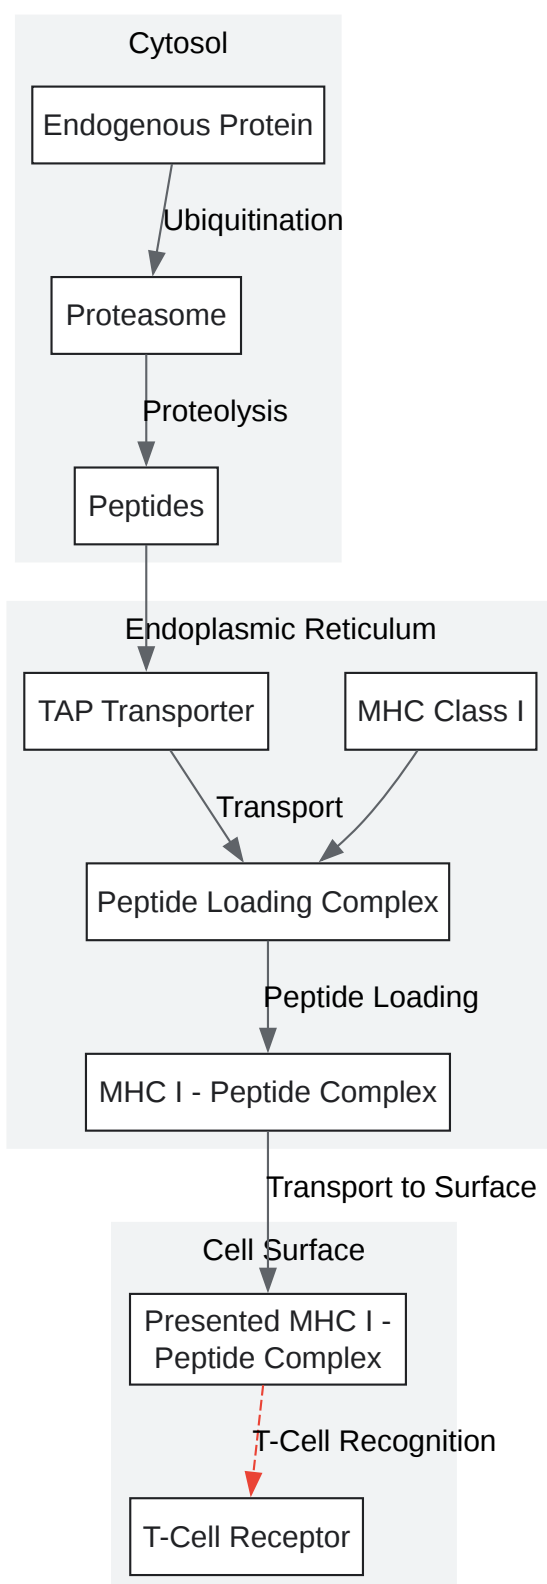 Cytosol
Endogenous Protein
Ubiquitination
Proteasome
Proteolysis
Peptides
Endoplasmic Reticulum
TAP Transporter
MHC Class I
Transport
Peptide Loading Complex
Peptide Loading
MHC I - Peptide Complex
Transport to Surface
Cell Surface
Presented MHC I -
Peptide Complex
T-Cell Recognition
T-Cell Receptor